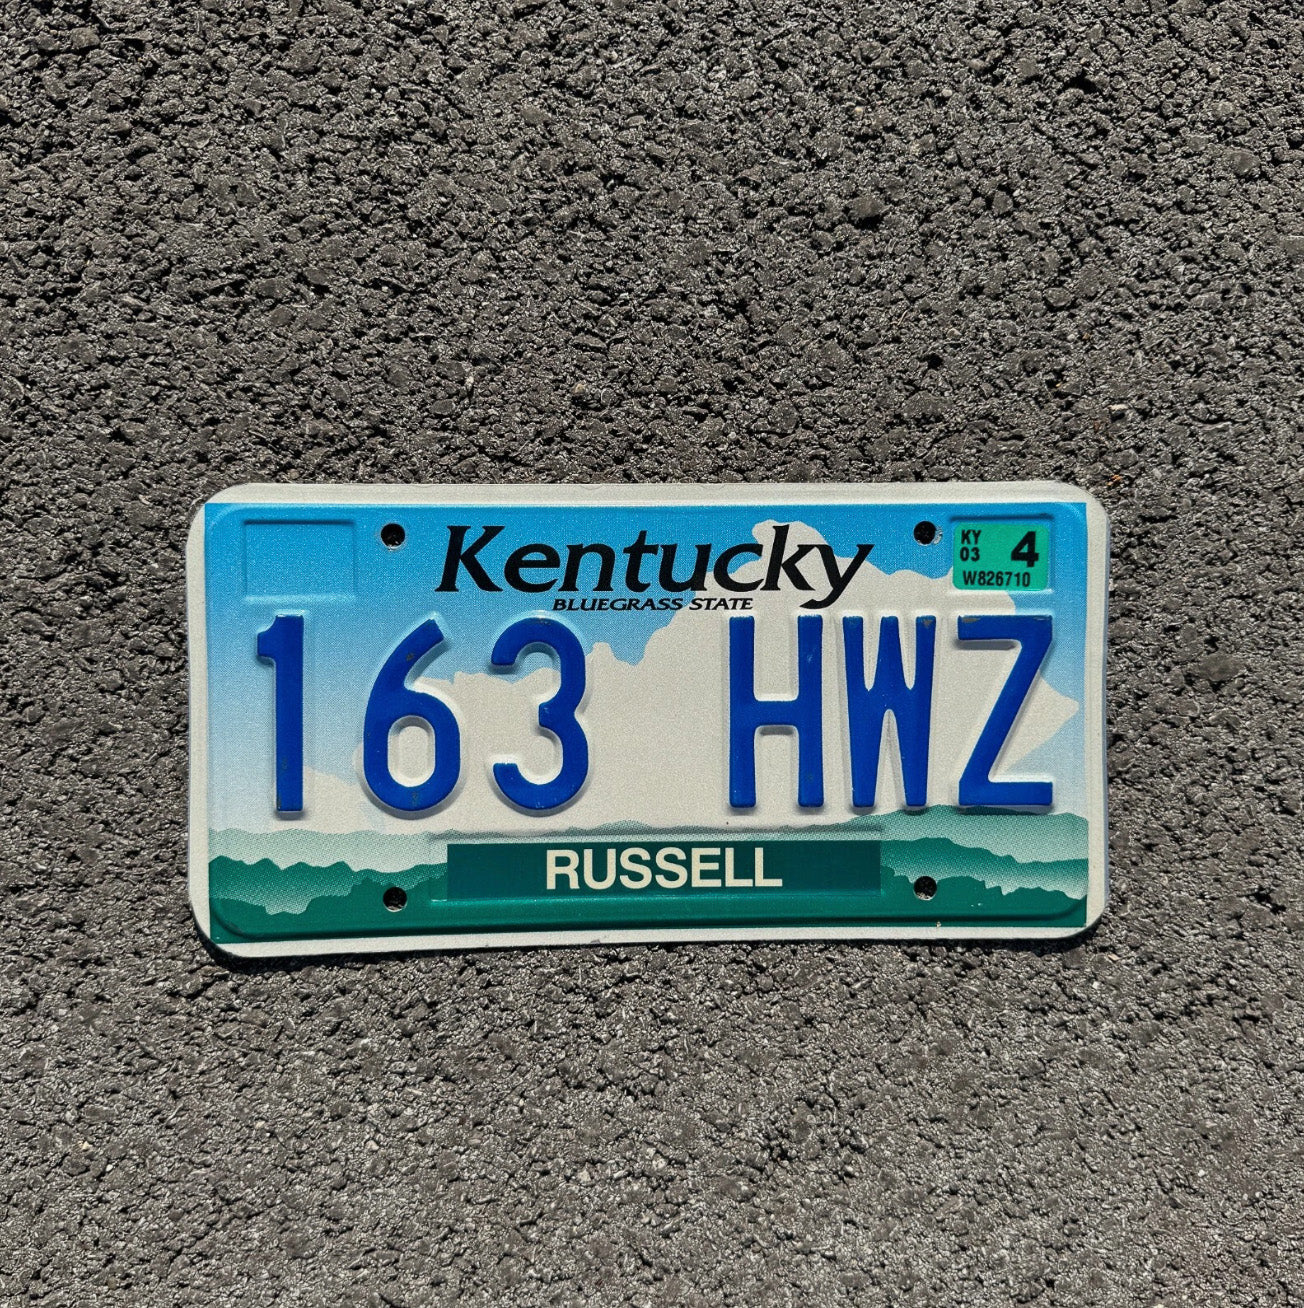 Kentucky
BLUEGRASS STATE
KY
03 4
W826710
163 HWZ
RUSSELL